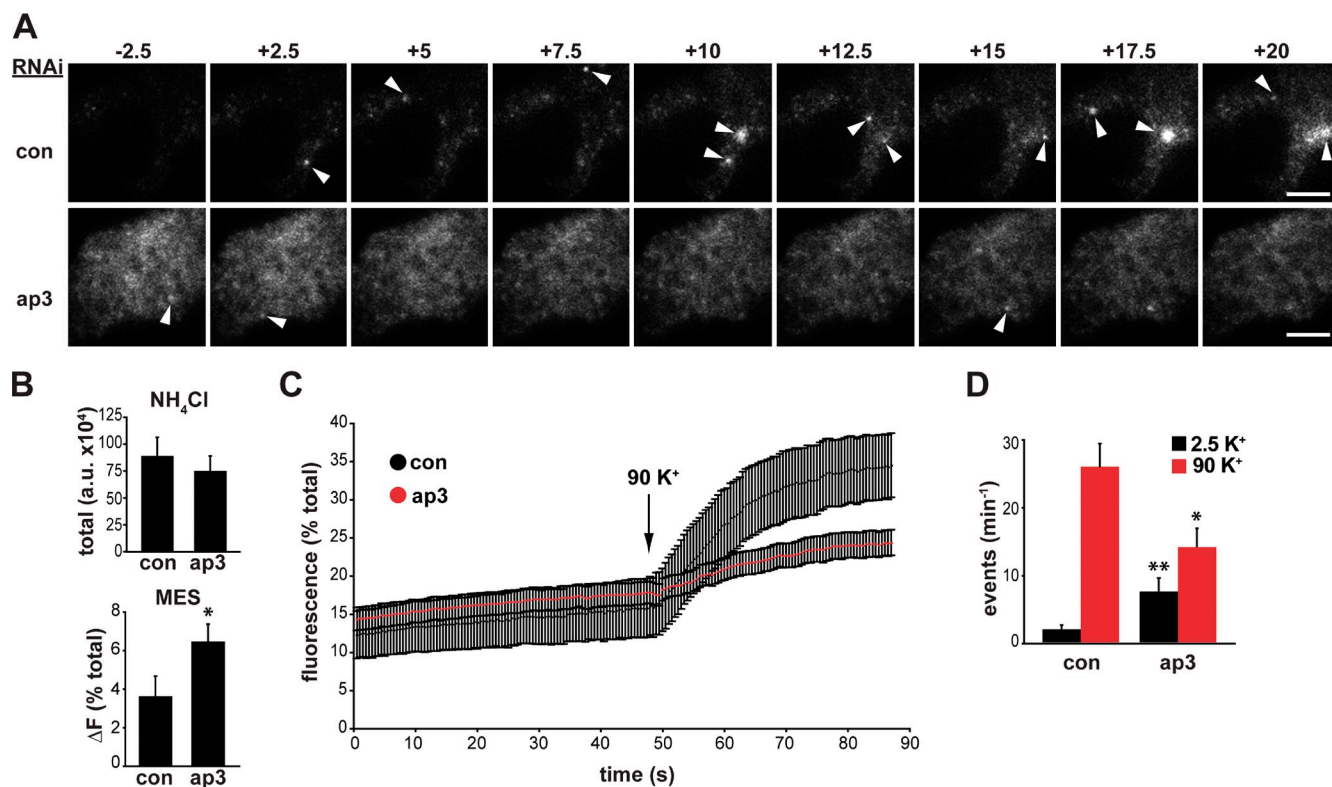 A
-2.5 +2.5 +5 +7.5 +10 +12.5 +15 +17.5 +20
RNAi
con
ap3
B
NH4Cl
total (a.u. x10⁴)
125
100
75
50
25
0
con ap3
MES
ΔF (% total)
8
6
4
2
0
*
con ap3
C
fluorescence (% total)
40
35
30
25
20
15
10
5
0
con
ap3
90 K⁺
0 10 20 30 40 50 60 70 80 90
time (s)
D
2.5 K⁺
90 K⁺
events (min⁻¹)
30
20
10
0
**
*
con ap3